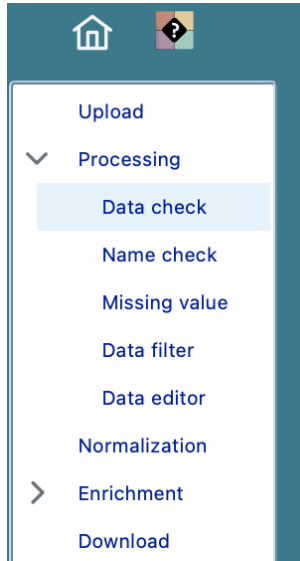 ?
Upload
Processing
Data check
Name check
Missing value
Data filter
Data editor
Normalization
Enrichment
Download